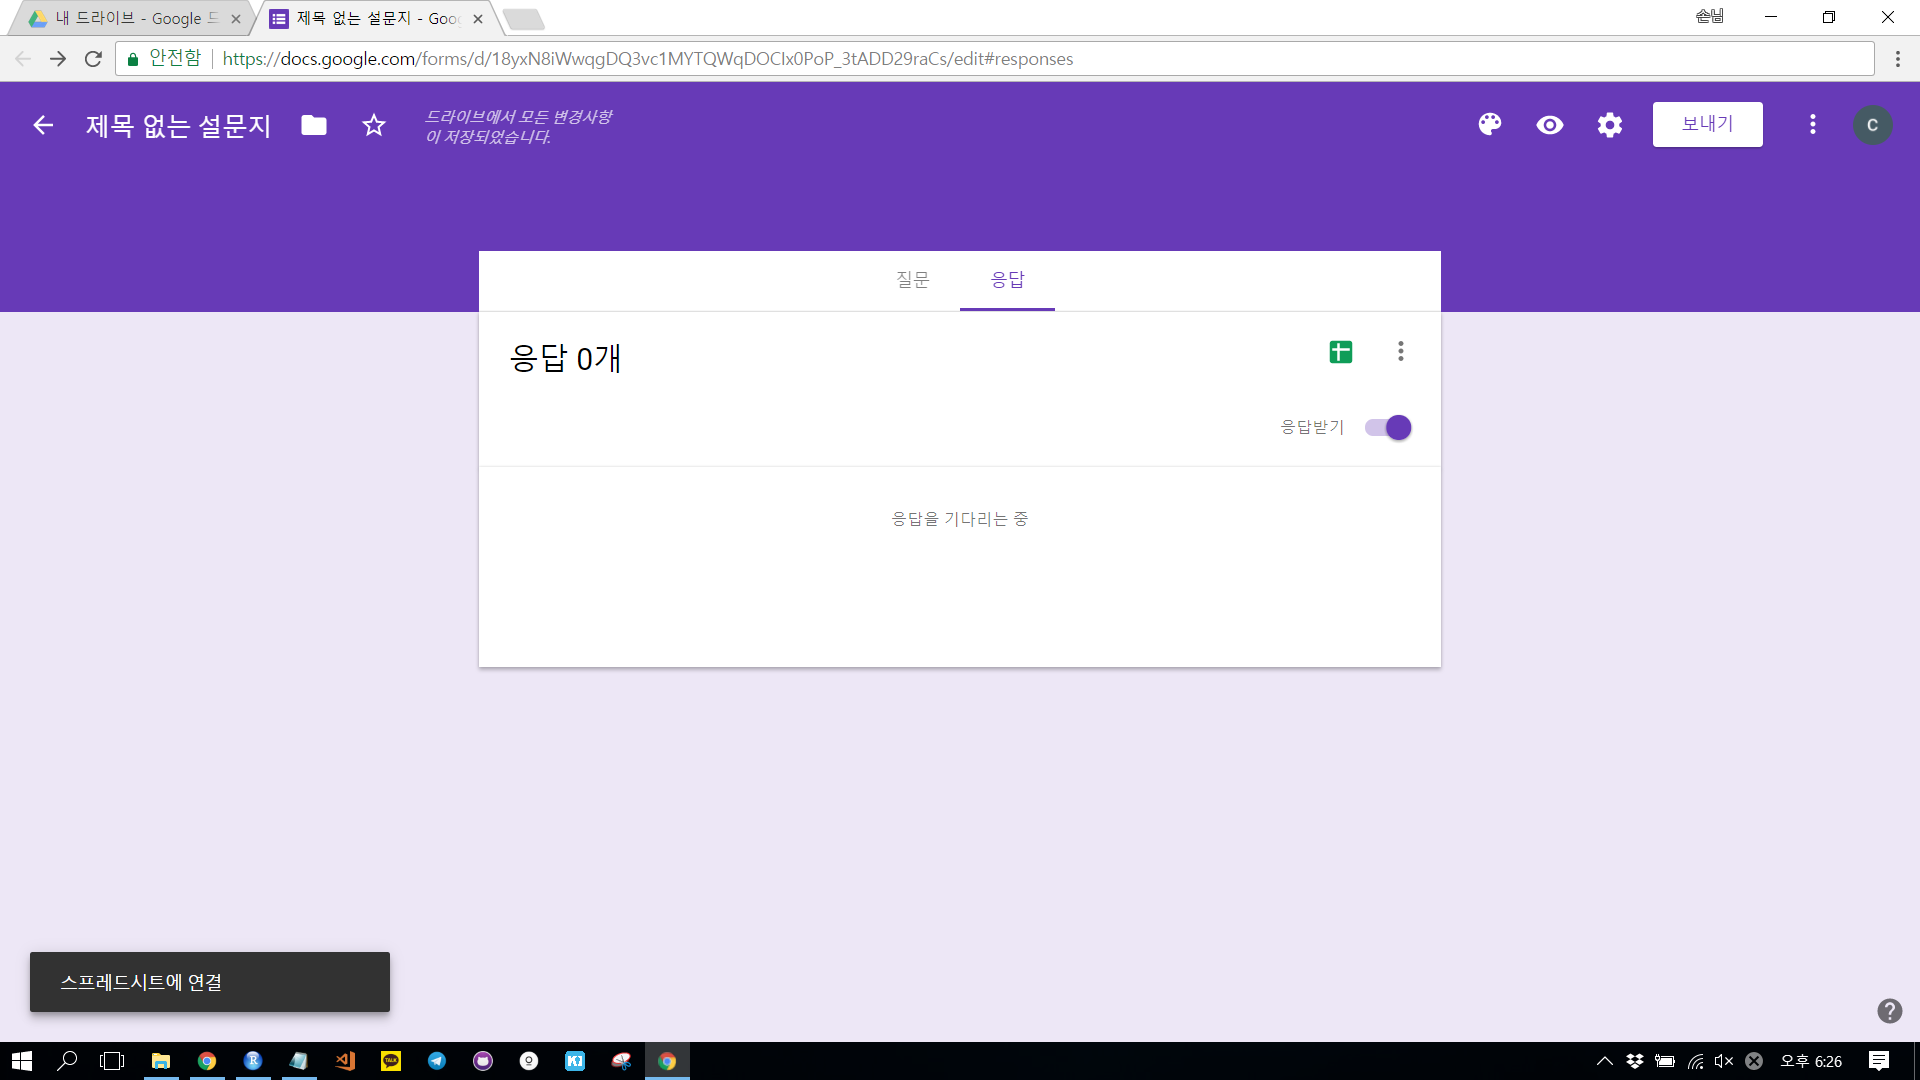 내 드라이브 - Google 드
제목 없는 설문지 - Goog
손님
안전함
https://docs.google.com/forms/d/18yxN8iWwqgDQ3vc1MYTQWqDOCIx0PoP_3tADD29raCs/edit#responses
제목 없는 설문지
드라이브에서 모든 변경사항
이 저장되었습니다.
보내기
C
질문
응답
응답 0개
응답받기
응답을 기다리는 중
스프레드시트에 연결
R
TALK
오후 6:26